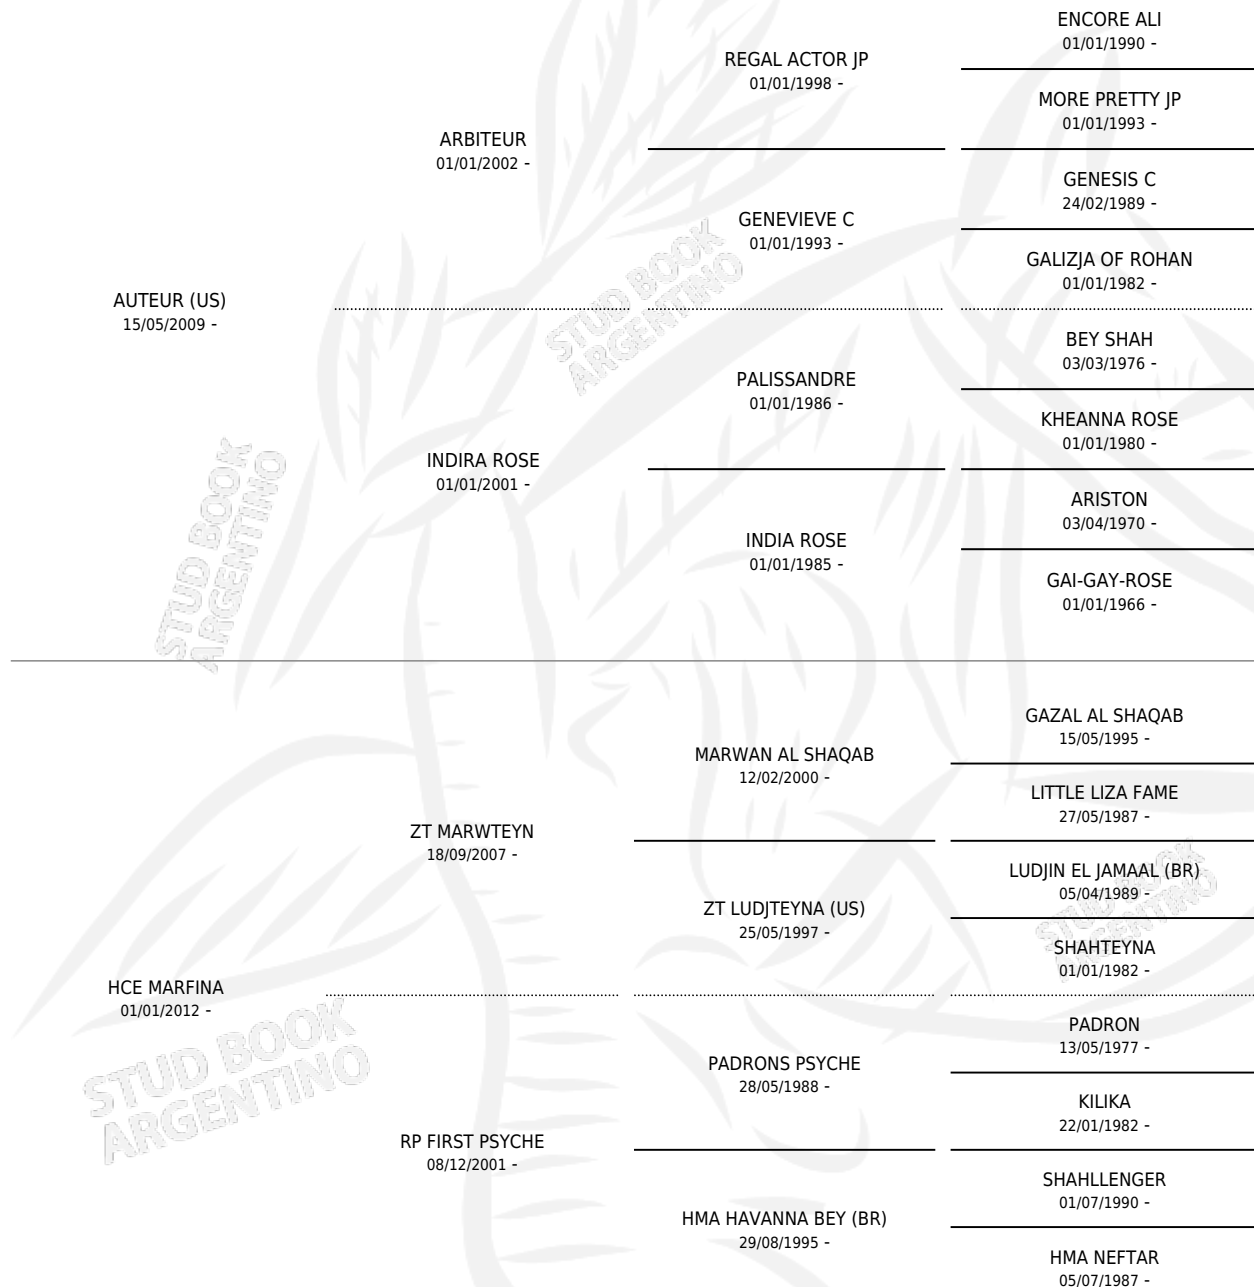 ENCORE ALI
01/01/1990 -
REGAL ACTOR JP
01/01/1998 -
MORE PRETTY JP
01/01/1993 -
ARBITEUR
01/01/2002 -
GENESIS C
24/02/1989 -
GENEVIEVE C
01/01/1993 -
GALIZJA OF ROHAN
01/01/1982 -
AUTEUR (US)
15/05/2009 -
BEY SHAH
03/03/1976 -
PALISSANDRE
01/01/1986 -
KHEANNA ROSE
01/01/1980 -
INDIRA ROSE
01/01/2001 -
ARISTON
03/04/1970 -
INDIA ROSE
01/01/1985 -
GAI-GAY-ROSE
01/01/1966 -
GAZAL AL SHAQAB
15/05/1995 -
MARWAN AL SHAQAB
12/02/2000 -
LITTLE LIZA FAME
27/05/1987 -
ZT MARWTEYN
18/09/2007 -
LUDJIN EL JAMAAL (BR)
05/04/1989 -
ZT LUDJTEYNA (US)
25/05/1997 -
SHAHTEYNA
01/01/1982 -
HCE MARFINA
01/01/2012 -
PADRON
13/05/1977 -
PADRONS PSYCHE
28/05/1988 -
KILIKA
22/01/1982 -
RP FIRST PSYCHE
08/12/2001 -
SHAHLLENGER
01/07/1990 -
HMA HAVANNA BEY (BR)
29/08/1995 -
HMA NEFTAR
05/07/1987 -
STUD BOOK
ARGENTINO
STUD BOOK
ARGENTINO
STUD BOOK
ARGENTINO
STUD BOOK
ARGENTINO